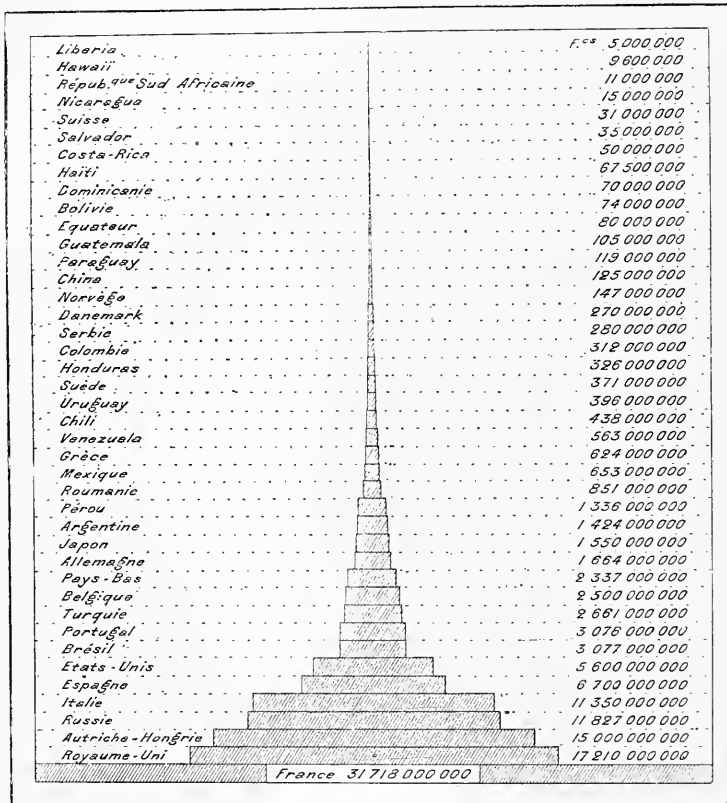 Liberia F.cs 5.000 000
Hawaiï 9 600 000
Répub.que Sud Africaine 11 000 000
Nicaragua 15 000 000
Suisse 31 000 000
Salvador 35 000 000
Costa-Rica 50 000 000
Haïti 67 500 000
Dominicanie 70 000 000
Bolivie 74 000 000
Equateur 80 000 000
Guatemala 105 000 000
Paraguay 119 000 000
Chine 125 000 000
Norvège 147 000 000
Danemark 270 000 000
Serbie 280 000 000
Colombie 312 000 000
Honduras 326 000 000
Suède 371 000 000
Uruguay 396 000 000
Chili 438 000 000
Venezuela 563 000 000
Grèce 624 000 000
Mexique 653 000 000
Roumanie 851 000 000
Pérou 1 336 000 000
Argentine 1 424 000 000
Japon 1 550 000 000
Allemagne 1 664 000 000
Pays-Bas 2 337 000 000
Belgique 2 500 000 000
Turquie 2 661 000 000
Portugal 3 076 000 000
Brésil 3 077 000 000
Etats-Unis 5 600 000 000
Espagne 6 700 000 000
Italie 11 350 000 000
Russie 11 827 000 000
Autriche-Hongrie 15 000 000 000
Royaume-Uni 17 210 000 000
France 31 718 000 000